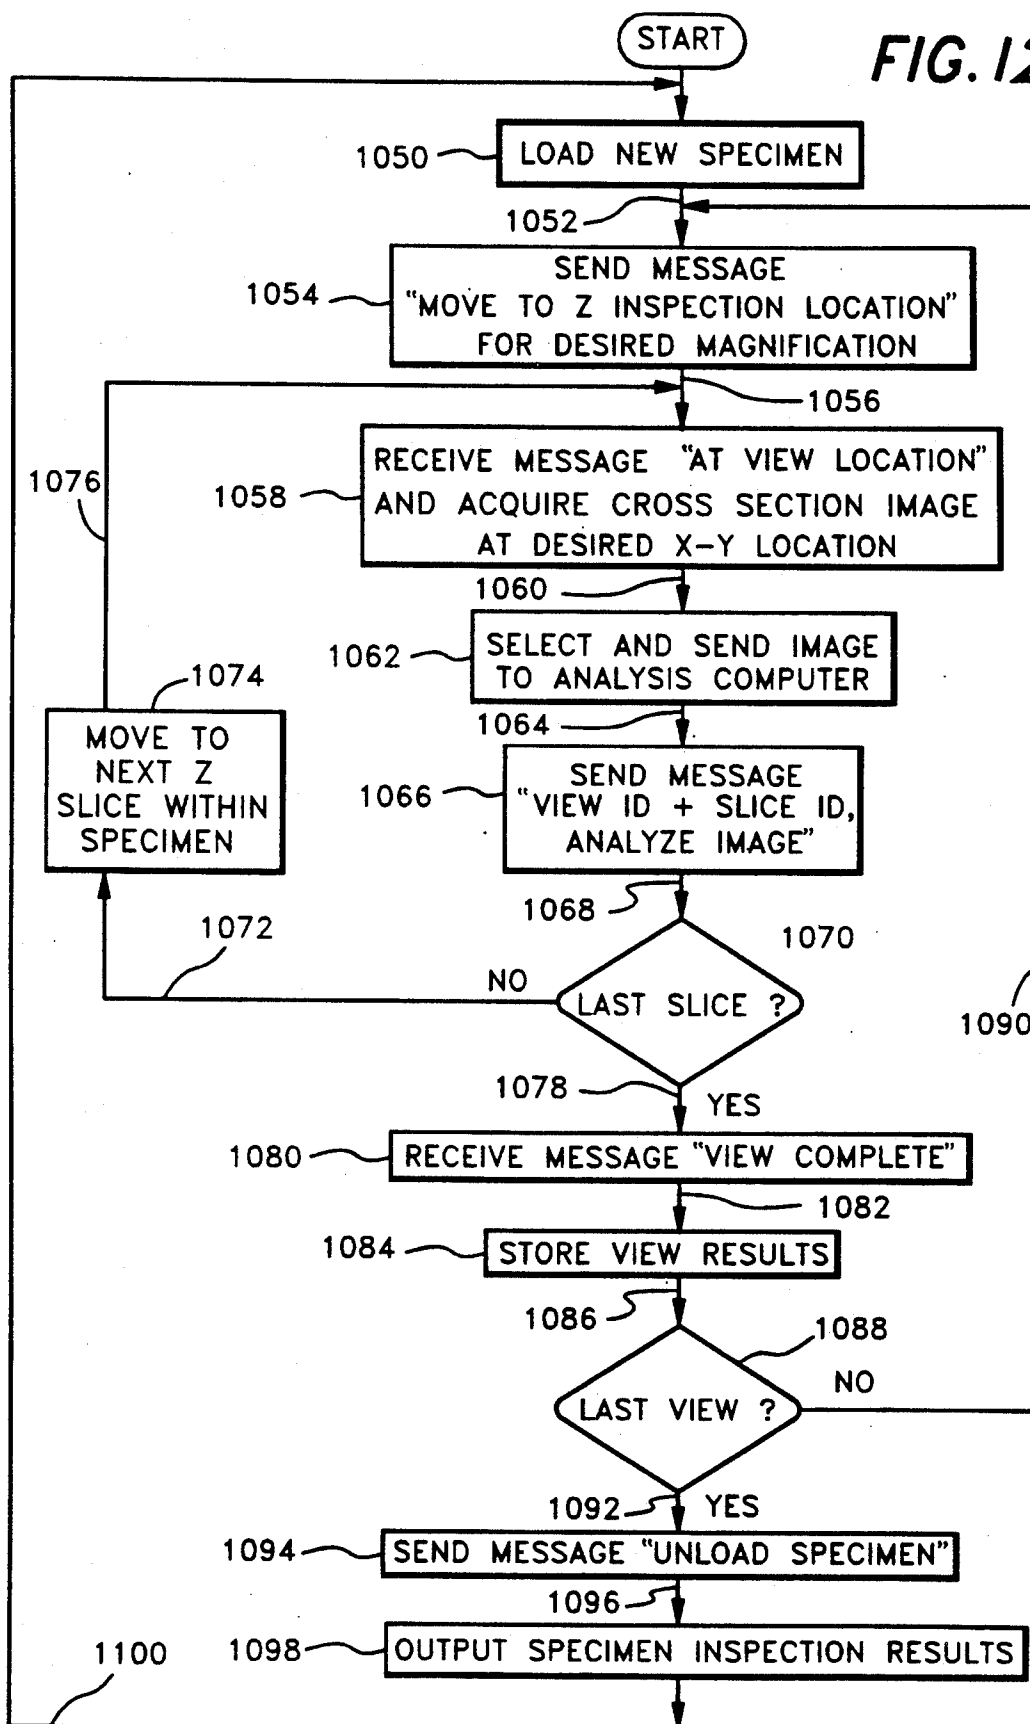 START
FIG. 12
1050
LOAD NEW SPECIMEN
1052
1054
SEND MESSAGE
"MOVE TO Z INSPECTION LOCATION"
FOR DESIRED MAGNIFICATION
1056
1076
1058
RECEIVE MESSAGE "AT VIEW LOCATION"
AND ACQUIRE CROSS SECTION IMAGE
AT DESIRED X-Y LOCATION
1060
1062
SELECT AND SEND IMAGE
TO ANALYSIS COMPUTER
1074
1064
MOVE TO
NEXT Z
SLICE WITHIN
SPECIMEN
1066
SEND MESSAGE
"VIEW ID + SLICE ID,
ANALYZE IMAGE"
1068
1072
1070
NO
LAST SLICE ?
1090
1078
YES
1080
RECEIVE MESSAGE "VIEW COMPLETE"
1082
1084
STORE VIEW RESULTS
1086
1088
LAST VIEW ?
NO
1092
YES
1094
SEND MESSAGE "UNLOAD SPECIMEN"
1096
1098
OUTPUT SPECIMEN INSPECTION RESULTS
1100